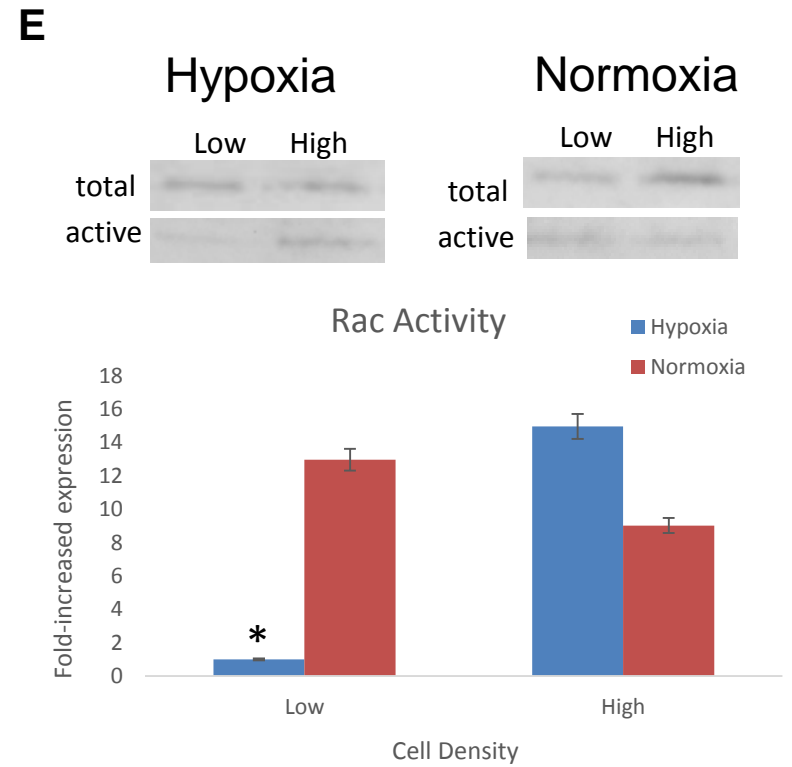 E
Hypoxia Normoxia
Low High Low High
total total
active active
Rac Activity
Hypoxia
Normoxia
Fold-increased expression
18
16
14
12
10
8
6
4
2
0
*
Low High
Cell Density